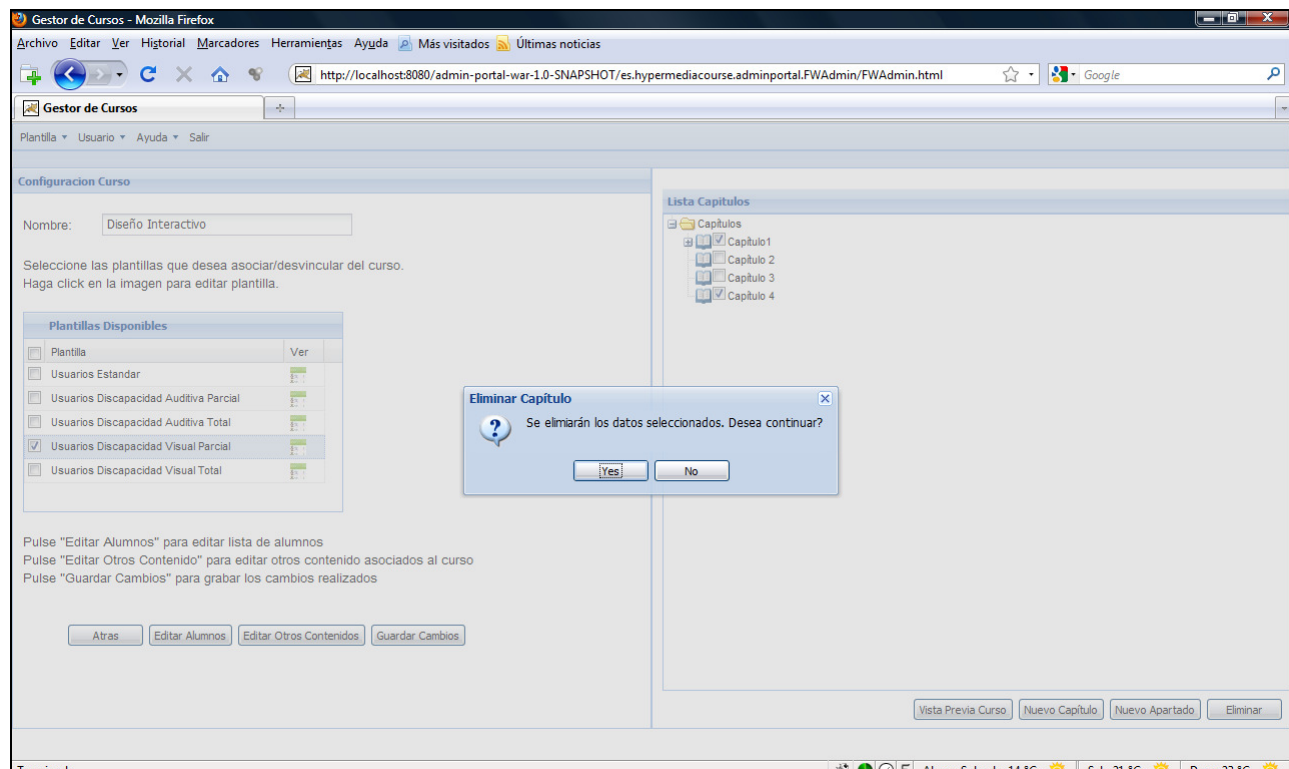 Gestor de Cursos - Mozilla Firefox
Archivo Editar Ver Historial Marcadores Herramientas Ayuda Más visitados Últimas noticias
http://localhost:8080/admin-portal-war-1.0-SNAPSHOT/es.hypermediacourse.adminportal.FWAdmin/FWAdmin.html Google
Gestor de Cursos
Plantilla Usuario Ayuda Salir
Configuracion Curso
Nombre: Diseño Interactivo
Seleccione las plantillas que desea asociar/desvincular del curso.
Haga click en la imagen para editar plantilla.
Plantillas Disponibles
Plantilla Ver
Usuarios Estandar
Usuarios Discapacidad Auditiva Parcial
Usuarios Discapacidad Auditiva Total
Usuarios Discapacidad Visual Parcial
Usuarios Discapacidad Visual Total
Pulse "Editar Alumnos" para editar lista de alumnos
Pulse "Editar Otros Contenido" para editar otros contenido asociados al curso
Pulse "Guardar Cambios" para grabar los cambios realizados
Atras Editar Alumnos Editar Otros Contenidos Guardar Cambios
Lista Capitulos
Capítulos
Capítulo1
Capítulo 2
Capítulo 3
Capítulo 4
Eliminar Capítulo
Se elimiarán los datos seleccionados. Desea continuar?
Yes No
Vista Previa Curso Nuevo Capítulo Nuevo Apartado Eliminar